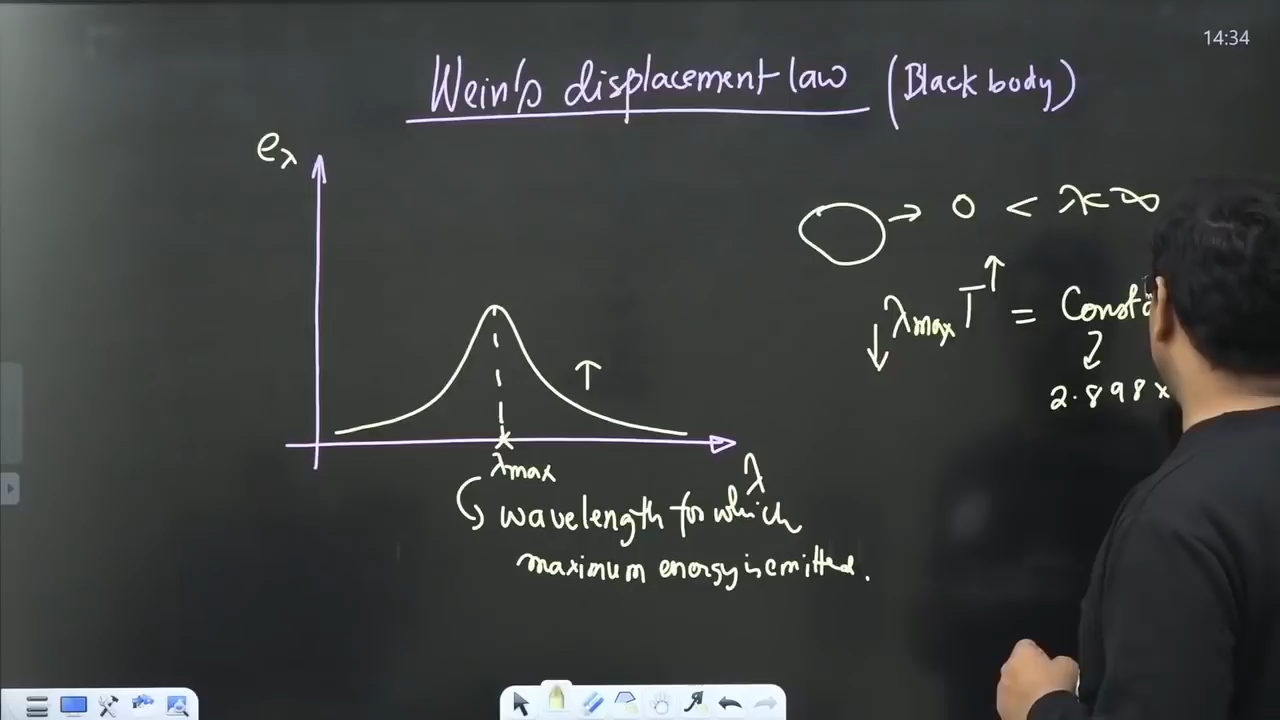 14:34
Wein's displacement law (Black body)
eλ
0 < λ < ∞
↓ λmax T↑ =
2.898 x
↑
λmax
λ
wavelength for which
maximum energy is emitted.